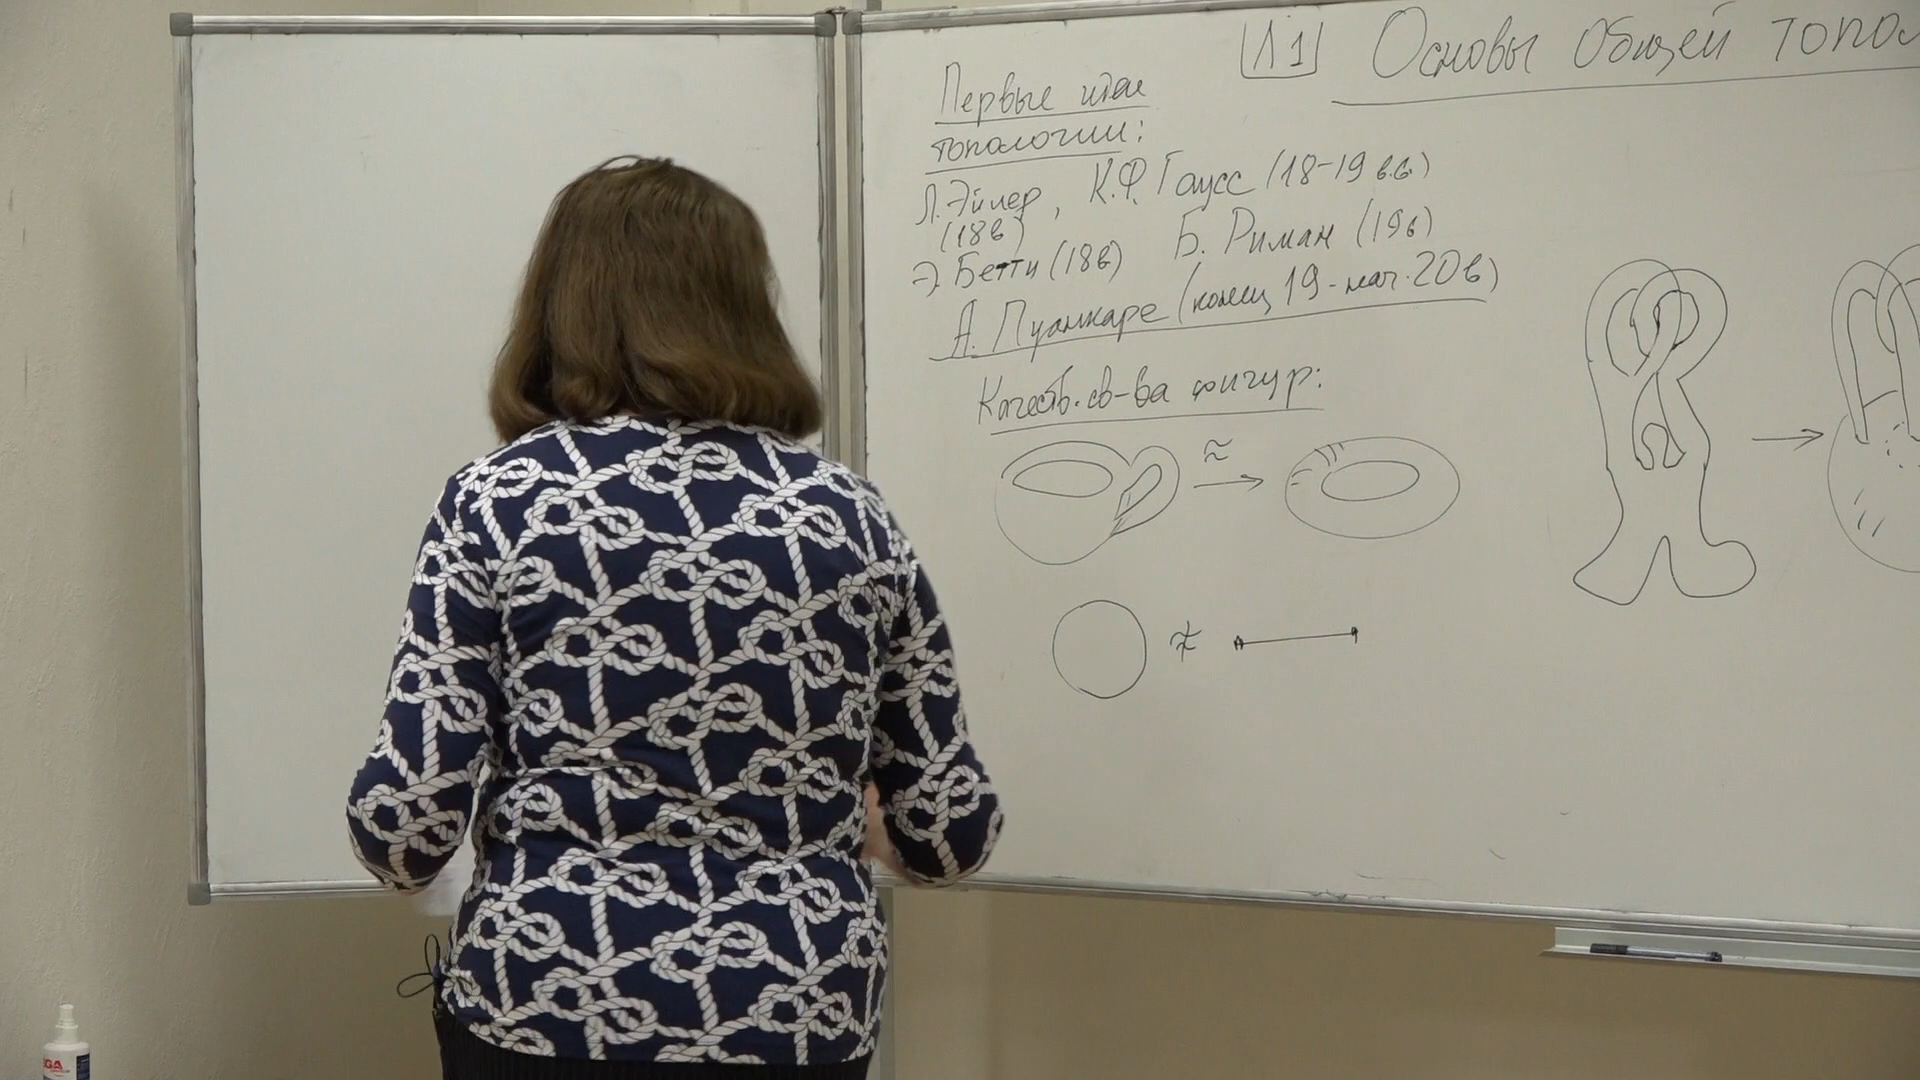 Л1 Основы общей топол
Первые идеи
топологии:
Л. Эйлер, К.Ф. Гаусс (18-19 в.в.)
(18в)
Э. Бетти (18в) Б. Риман (19в)
А. Пуанкаре (конец 19 - нач. 20в)
Качеств. св-ва фигур:
≈
≉